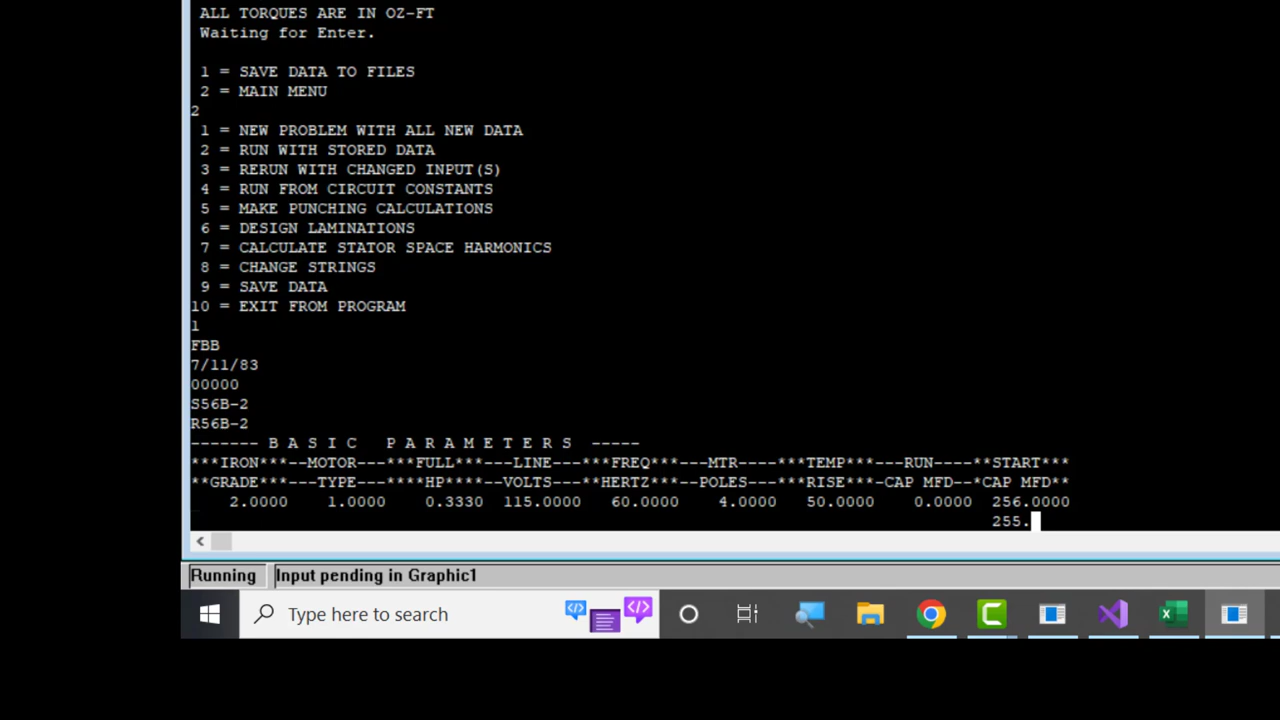 ALL TORQUES ARE IN OZ-FT
Waiting for Enter.
1 = SAVE DATA TO FILES
2 = MAIN MENU
2
1 = NEW PROBLEM WITH ALL NEW DATA
2 = RUN WITH STORED DATA
3 = RERUN WITH CHANGED INPUT(S)
4 = RUN FROM CIRCUIT CONSTANTS
5 = MAKE PUNCHING CALCULATIONS
6 = DESIGN LAMINATIONS
7 = CALCULATE STATOR SPACE HARMONICS
8 = CHANGE STRINGS
9 = SAVE DATA
10 = EXIT FROM PROGRAM
1
FBB
7/11/83
00000
S56B-2
R56B-2
------- B A S I C   P A R A M E T E R S  -----
***IRON***--MOTOR---***FULL***---LINE---***FREQ***---MTR----***TEMP***---RUN----**START***
**GRADE***---TYPE---****HP****--VOLTS---**HERTZ***--POLES---***RISE***-CAP MFD--*CAP MFD**
2.0000    1.0000    0.3330  115.0000   60.0000    4.0000   50.0000    0.0000  256.0000
255.
Running
Input pending in Graphic1
Type here to search